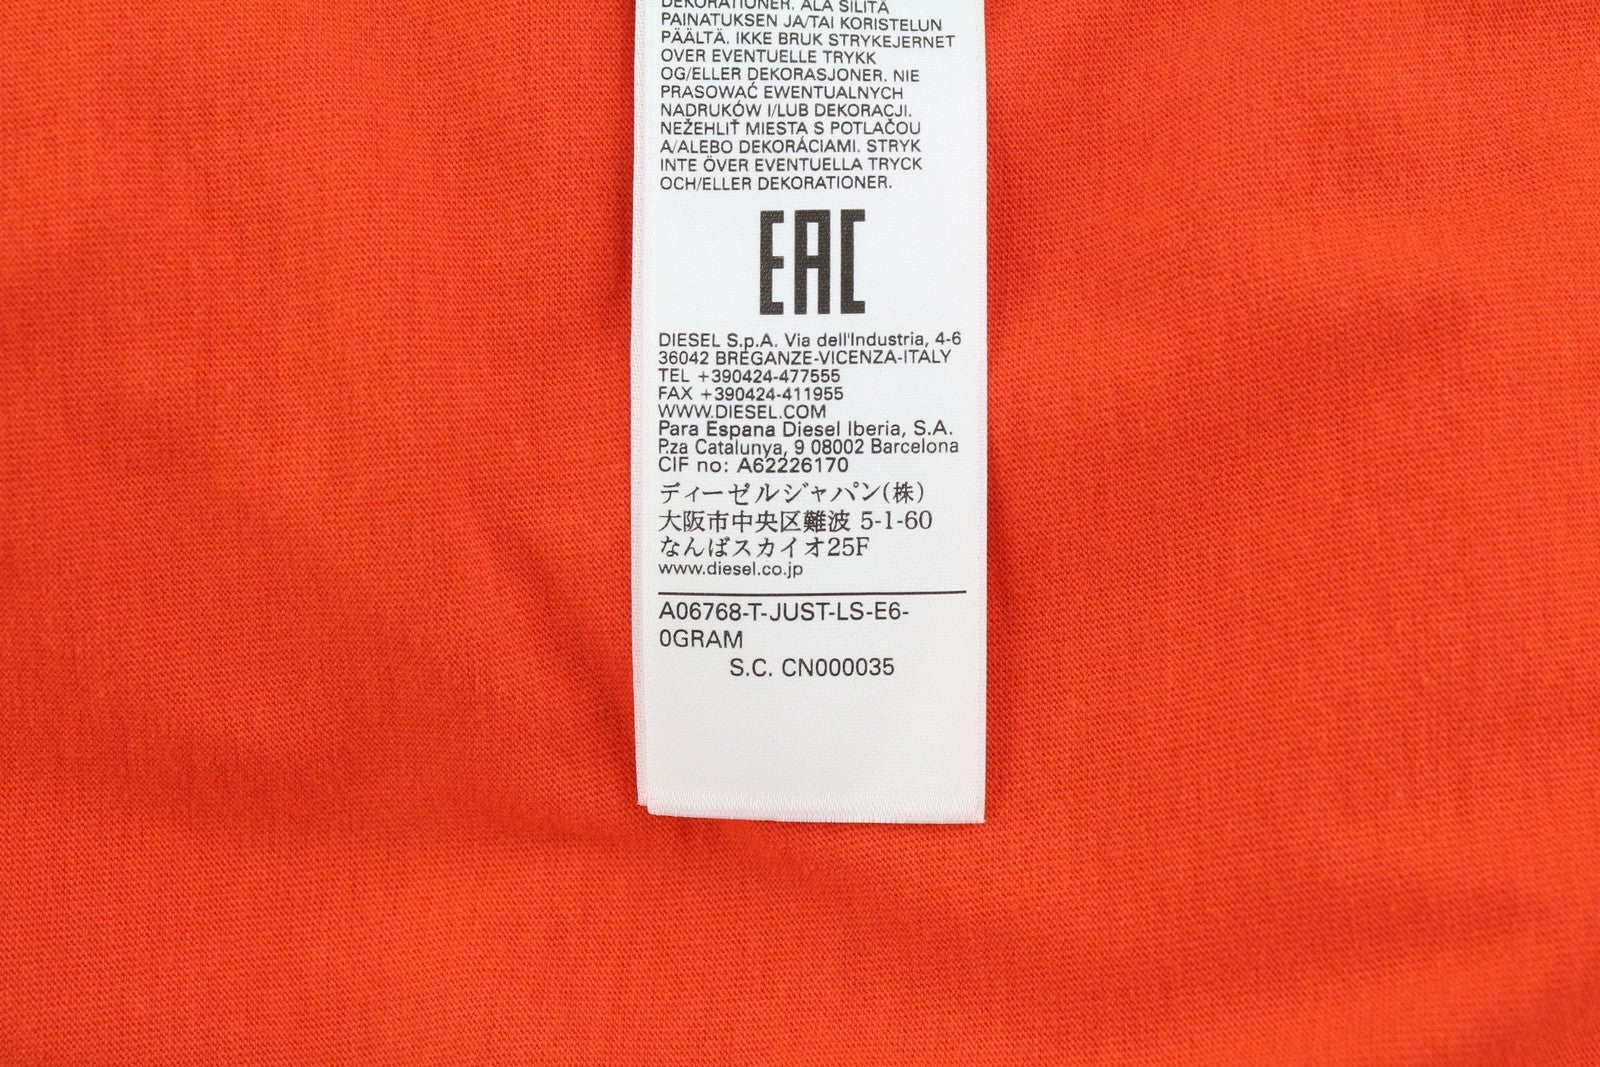 DEKORATIONER. ÄLÄ SILITÄ
PAINATUKSEN JA/TAI KORISTELUN
PÄÄLTÄ. IKKE BRUK STRYKEJERNET
OVER EVENTUELLE TRYKK
OG/ELLER DEKORASJONER. NIE
PRASOWAĆ EWENTUALNYCH
NADRUKÓW I/LUB DEKORACJI.
NEŽEHLIŤ MIESTA S POTLAČOU
A/ALEBO DEKORÁCIAMI. STRYK
INTE ÖVER EVENTUELLA TRYCK
OCH/ELLER DEKORATIONER.
EAC
DIESEL S.p.A. Via dell'Industria, 4-6
36042 BREGANZE-VICENZA-ITALY
TEL +390424-477555
FAX +390424-411955
WWW.DIESEL.COM
Para Espana Diesel Iberia, S.A.
P.za Catalunya, 9 08002 Barcelona
CIF no: A62226170
ディーゼルジャパン(株)
大阪市中央区難波 5-1-60
なんばスカイオ25F
www.diesel.co.jp
A06768-T-JUST-LS-E6-
0GRAM
S.C. CN000035